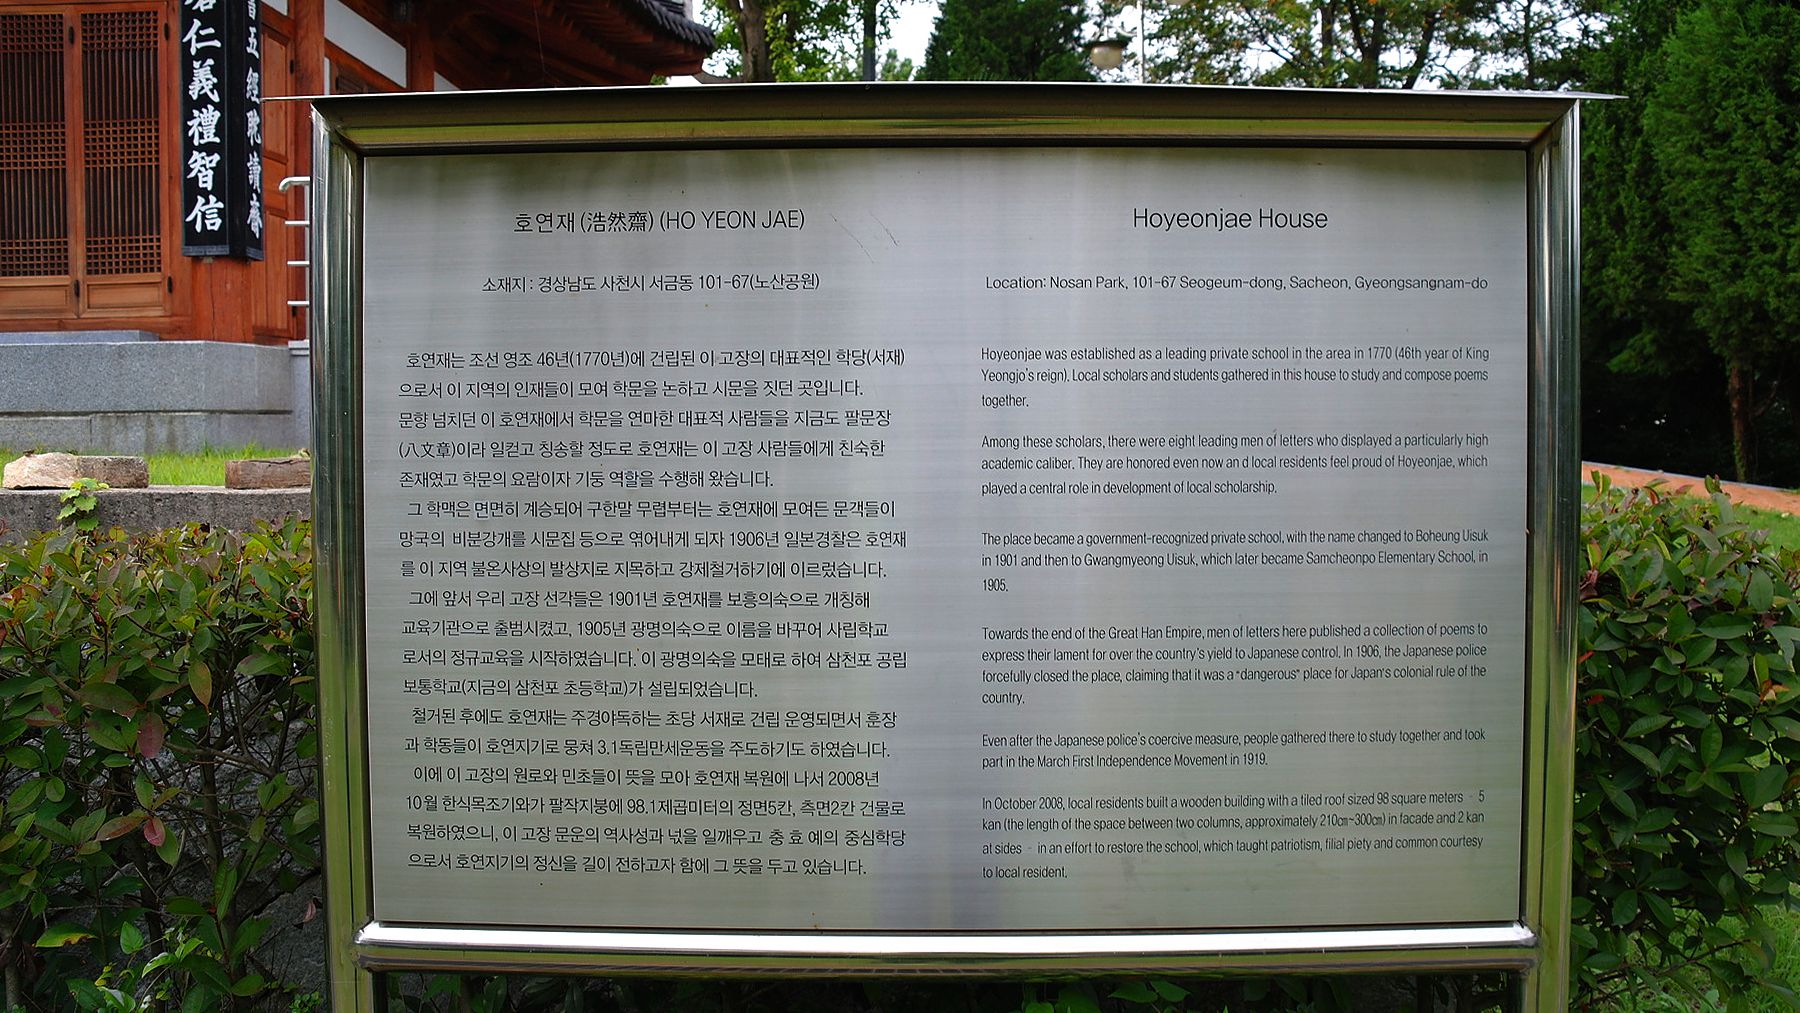 仁義禮智信
五經耽讀齋
호연재 (浩然齋) (HO YEON JAE)
소재지 : 경상남도 사천시 서금동 101-67(노산공원)
호연재는 조선 영조 46년(1770년)에 건립된 이 고장의 대표적인 학당(서재)
으로서 이 지역의 인재들이 모여 학문을 논하고 시문을 짓던 곳입니다.
문향 넘치던 이 호연재에서 학문을 연마한 대표적 사람들을 지금도 팔문장
(八文章)이라 일컫고 칭송할 정도로 호연재는 이 고장 사람들에게 친숙한
존재였고 학문의 요람이자 기둥 역할을 수행해 왔습니다.
그 학맥은 면면히 계승되어 구한말 무렵부터는 호연재에 모여든 문객들이
망국의 비분강개를 시문집 등으로 엮어내게 되자 1906년 일본경찰은 호연재
를 이 지역 불온사상의 발상지로 지목하고 강제철거하기에 이르렀습니다.
그에 앞서 우리 고장 선각들은 1901년 호연재를 보흥의숙으로 개칭해
교육기관으로 출범시켰고, 1905년 광명의숙으로 이름을 바꾸어 사립학교
로서의 정규교육을 시작하였습니다. 이 광명의숙을 모태로 하여 삼천포 공립
보통학교(지금의 삼천포 초등학교)가 설립되었습니다.
철거된 후에도 호연재는 주경야독하는 초당 서재로 건립 운영되면서 훈장
과 학동들이 호연지기로 뭉쳐 3.1독립만세운동을 주도하기도 하였습니다.
이에 이 고장의 원로와 민초들이 뜻을 모아 호연재 복원에 나서 2008년
10월 한식목조기와가 팔작지붕에 98.1제곱미터의 정면5칸, 측면2칸 건물로
복원하였으니, 이 고장 문운의 역사성과 넋을 일깨우고 충 효 예의 중심학당
으로서 호연지기의 정신을 길이 전하고자 함에 그 뜻을 두고 있습니다.
Hoyeonjae House
Location: Nosan Park, 101-67 Seogeum-dong, Sacheon, Gyeongsangnam-do
Hoyeonjae was established as a leading private school in the area in 1770 (46th year of King
Yeongjo's reign). Local scholars and students gathered in this house to study and compose poems
together.
Among these scholars, there were eight leading men of letters who displayed a particularly high
academic caliber. They are honored even now an d local residents feel proud of Hoyeonjae, which
played a central role in development of local scholarship.
The place became a government-recognized private school, with the name changed to Boheung Uisuk
in 1901 and then to Gwangmyeong Uisuk, which later became Samcheonpo Elementary School, in
1905.
Towards the end of the Great Han Empire, men of letters here published a collection of poems to
express their lament for over the country's yield to Japanese control. In 1906, the Japanese police
forcefully closed the place, claiming that it was a "dangerous" place for Japan's colonial rule of the
country.
Even after the Japanese police's coercive measure, people gathered there to study together and took
part in the March First Independence Movement in 1919.
In October 2008, local residents built a wooden building with a tiled roof sized 98 square meters - 5
kan (the length of the space between two columns, approximately 210㎝~300㎝) in facade and 2 kan
at sides - in an effort to restore the school, which taught patriotism, filial piety and common courtesy
to local resident.